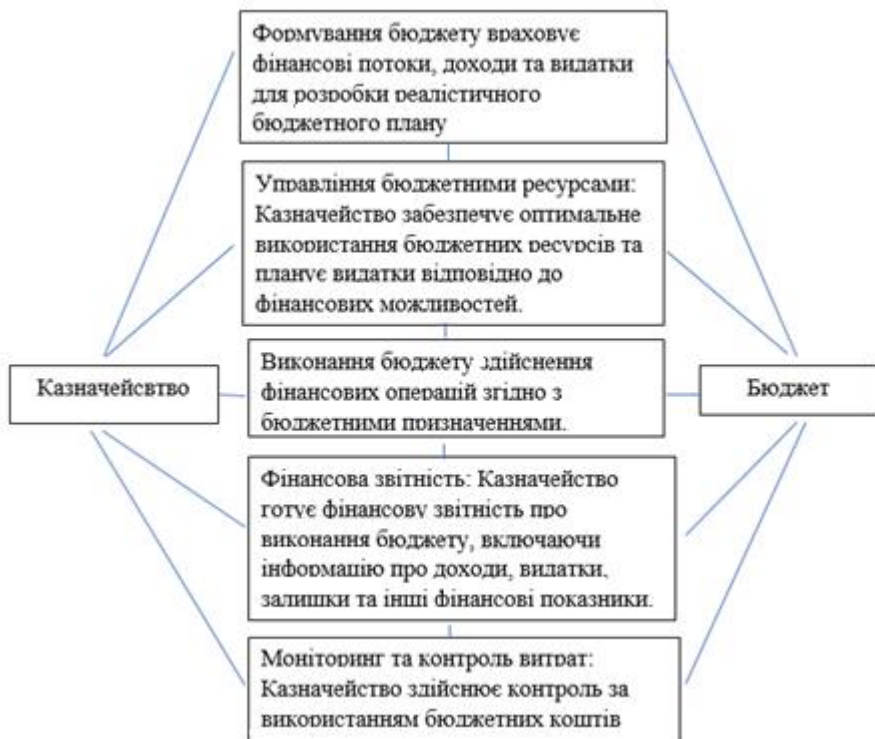 Формування бюджету враховує
фінансові потоки, доходи та видатки
для розробки реалістичного
бюджетного плану
Управління бюджетними ресурсами:
Казначейство забезпечує оптимальне
використання бюджетних ресурсів та
планує видатки відповідно до
фінансових можливостей.
Казначейсвтво
Виконання бюджету здійснення
фінансових операцій згідно з
бюджетними призначеннями.
Бюджет
Фінансова звітність: Казначейство
готує фінансову звітність про
виконання бюджету, включаючи
інформацію про доходи, видатки,
залишки та інші фінансові показники.
Моніторинг та контроль витрат:
Казначейство здійснює контроль за
використанням бюджетних коштів